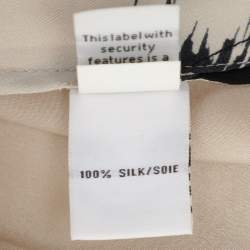 This label with
security
features is a
100% SILK/SOIE